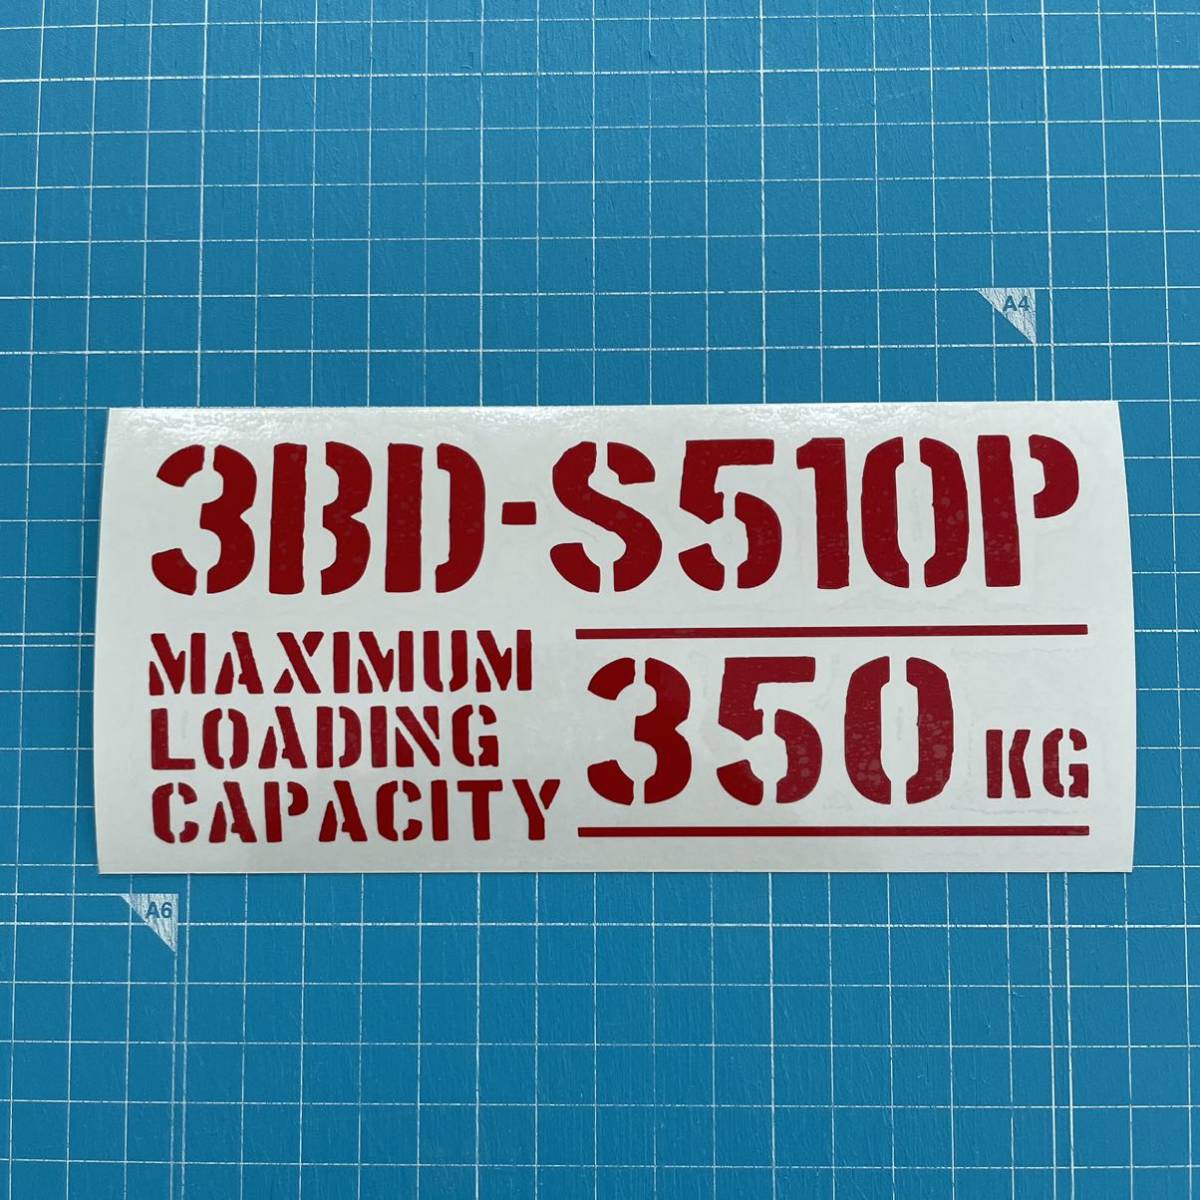 A4
3BD-S510P
MAXIMUM
LOADING
CAPACITY
350 KG
A6